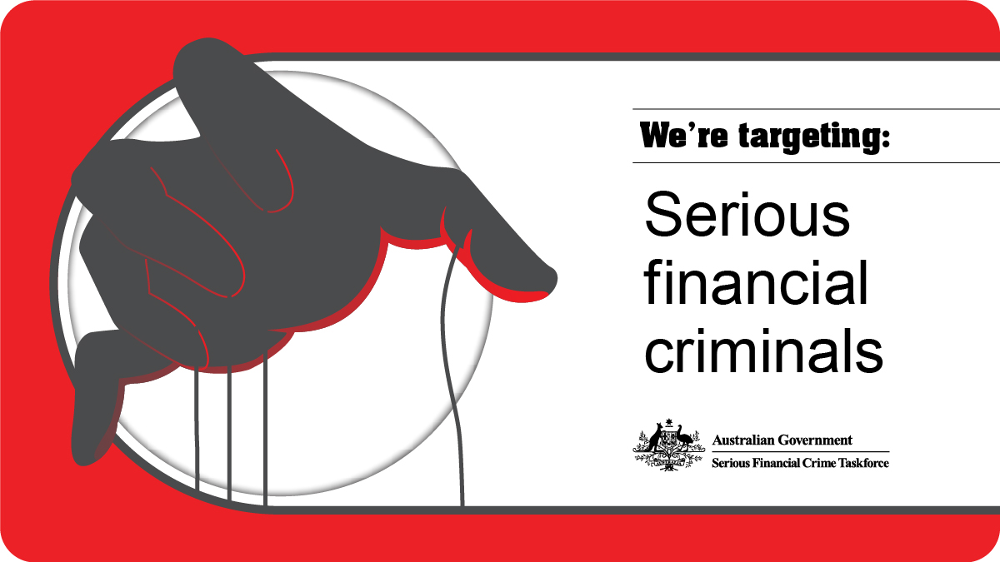 We're targeting:
Serious
financial
criminals
Australian Government
Serious Financial Crime Taskforce